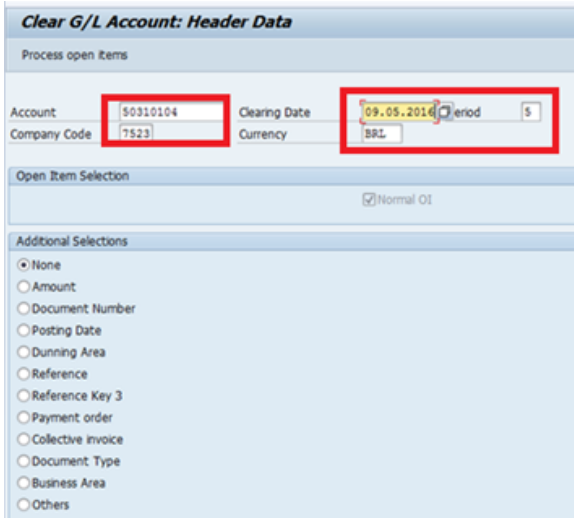 Clear G/L Account: Header Data
Process open items
Account 50310104 Clearing Date 09.05.2016 eriod 5
Company Code 7523 Currency BRL
Open Item Selection
Normal OI
Additional Selections
None
Amount
Document Number
Posting Date
Dunning Area
Reference
Reference Key 3
Payment order
Collective invoice
Document Type
Business Area
Others